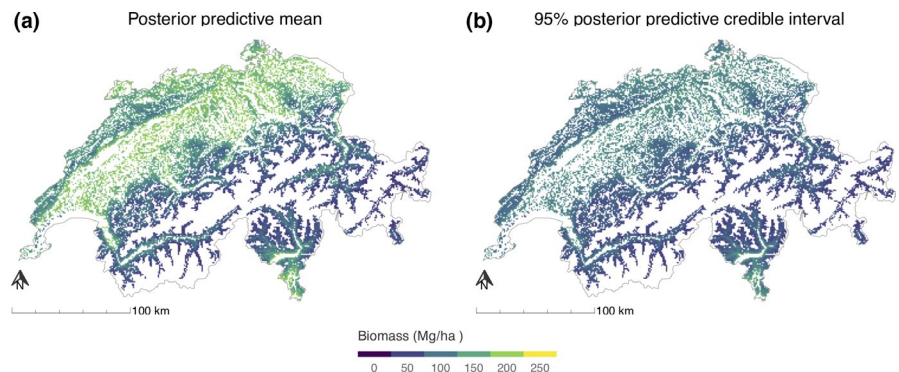 (a) Posterior predictive mean
(b) 95% posterior predictive credible interval
100 km
100 km
Biomass (Mg/ha )
0 50 100 150 200 250